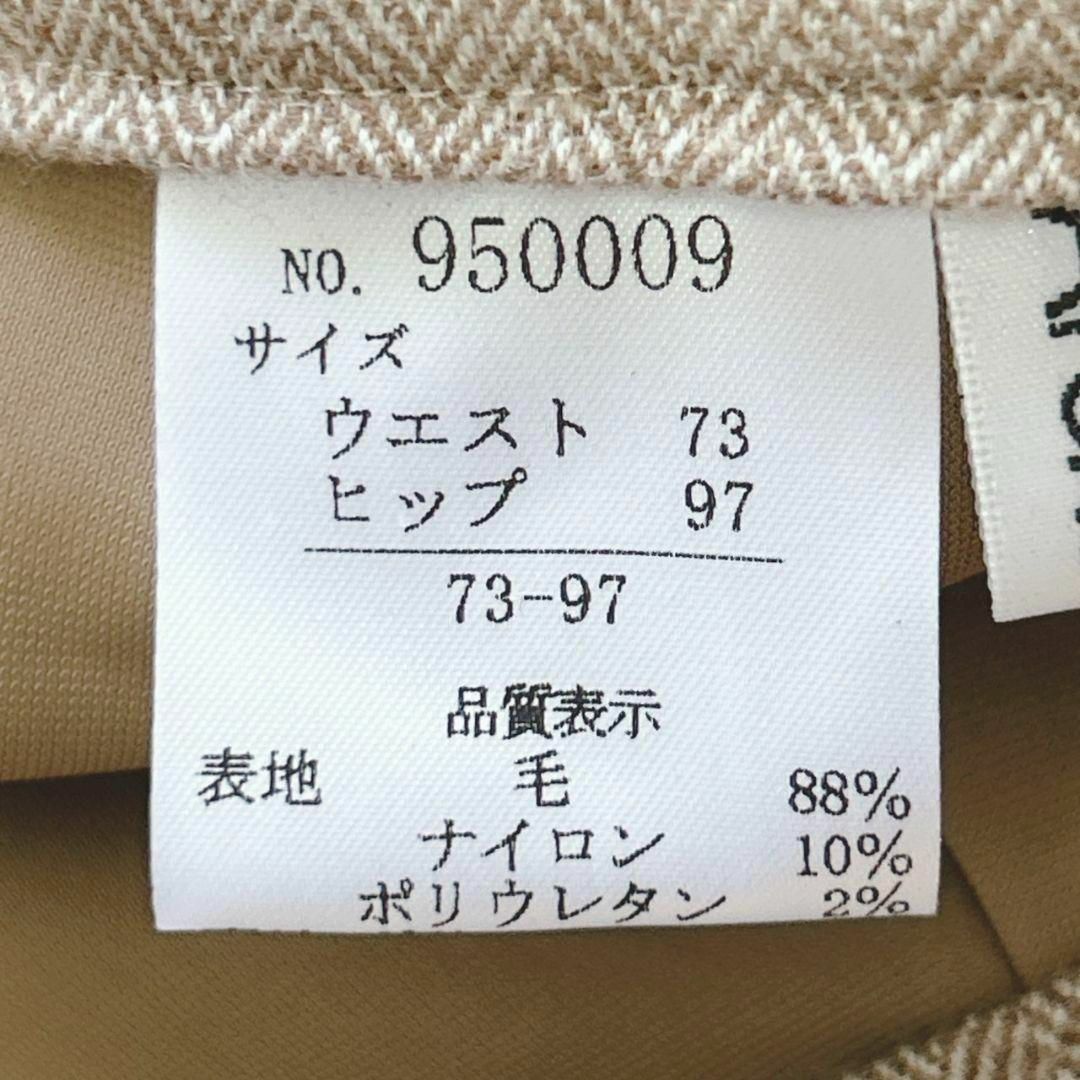 NO. 950009
サイズ
ウエスト 73
ヒップ 97
73-97
品質表示
表地 毛 88%
ナイロン 10%
ポリウレタン 2%